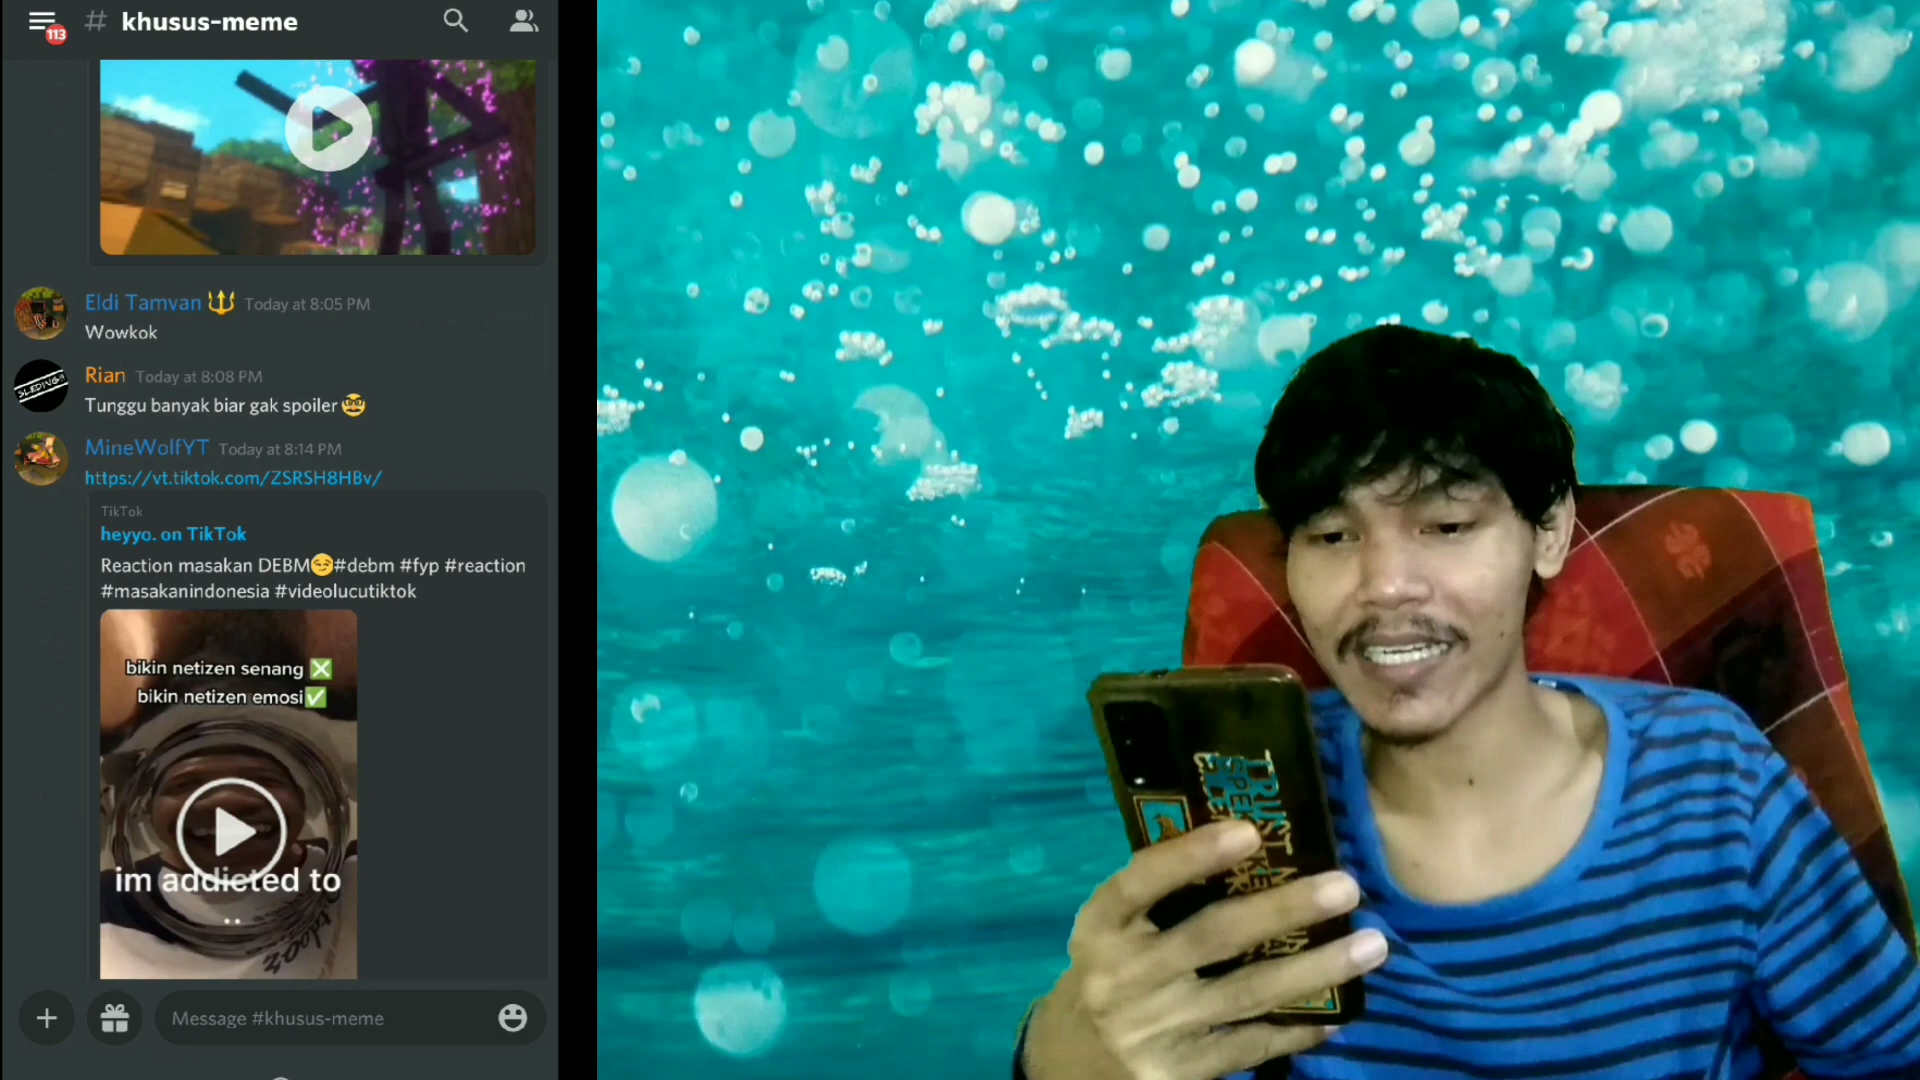 113
# khusus-meme
Eldi Tamvan Today at 8:05 PM
Wowkok
SLEDING!!
Rian Today at 8:08 PM
Tunggu banyak biar gak spoiler
MineWolfYT Today at 8:14 PM
https://vt.tiktok.com/ZSRSH8HBv/
TikTok
heyyo. on TikTok
Reaction masakan DEBM😏#debm #fyp #reaction
#masakanindonesia #videolucutiktok
bikin netizen senang ❎
bikin netizen emosi ✅
im addicted to
..
Message #khusus-meme